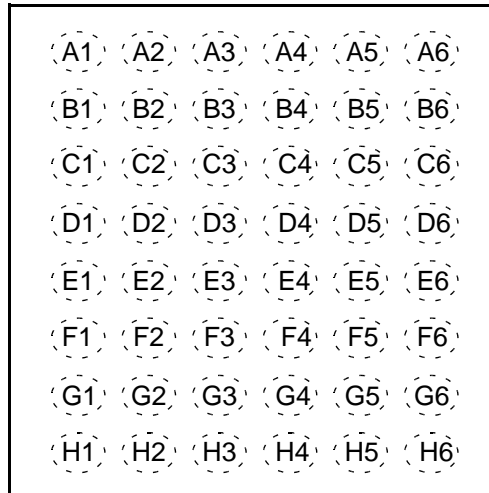 A1 A2 A3 A4 A5 A6
B1 B2 B3 B4 B5 B6
C1 C2 C3 C4 C5 C6
D1 D2 D3 D4 D5 D6
E1 E2 E3 E4 E5 E6
F1 F2 F3 F4 F5 F6
G1 G2 G3 G4 G5 G6
H1 H2 H3 H4 H5 H6